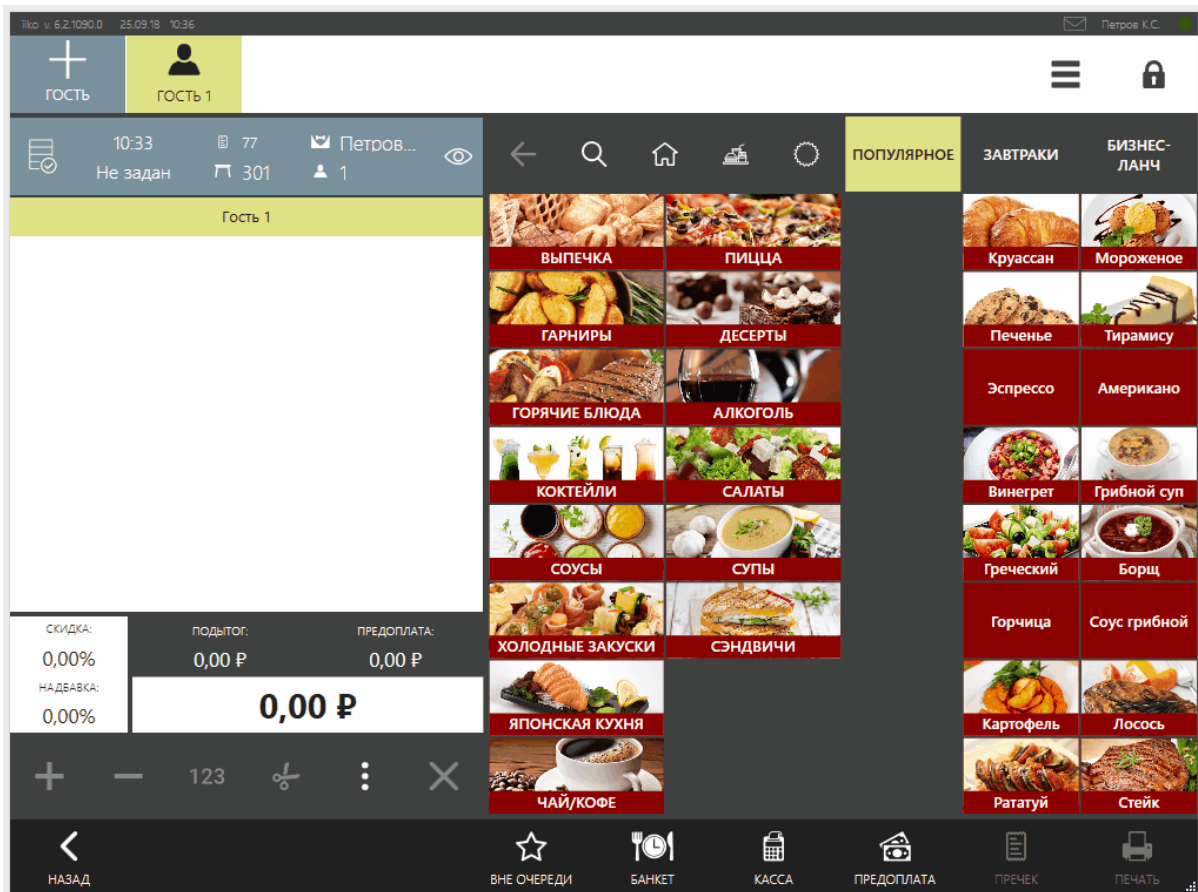 iiko v. 6.2.1090.0 25.09.18 10:36 Петров К.С.
ГОСТЬ
ГОСТЬ 1
10:33 77 Петров...
Не задан 301 1
ПОПУЛЯРНОЕ
ЗАВТРАКИ
БИЗНЕС-
ЛАНЧ
Гость 1
ВЫПЕЧКА ПИЦЦА Круассан Мороженое
ГАРНИРЫ ДЕСЕРТЫ Печенье Тирамису
Эспрессо Американо
ГОРЯЧИЕ БЛЮДА АЛКОГОЛЬ
КОКТЕЙЛИ САЛАТЫ Винегрет Грибной суп
СОУСЫ СУПЫ Греческий Борщ
Горчица Соус грибной
ХОЛОДНЫЕ ЗАКУСКИ СЭНДВИЧИ
ЯПОНСКАЯ КУХНЯ Картофель Лосось
ЧАЙ/КОФЕ Рататуй Стейк
СКИДКА: ПОДЫТОГ: ПРЕДОПЛАТА:
0,00% 0,00 ₽ 0,00 ₽
НАДБАВКА:
0,00% 0,00 ₽
123
НАЗАД ВНЕ ОЧЕРЕДИ БАНКЕТ КАССА ПРЕДОПЛАТА ПРЕЧЕК ПЕЧАТЬ